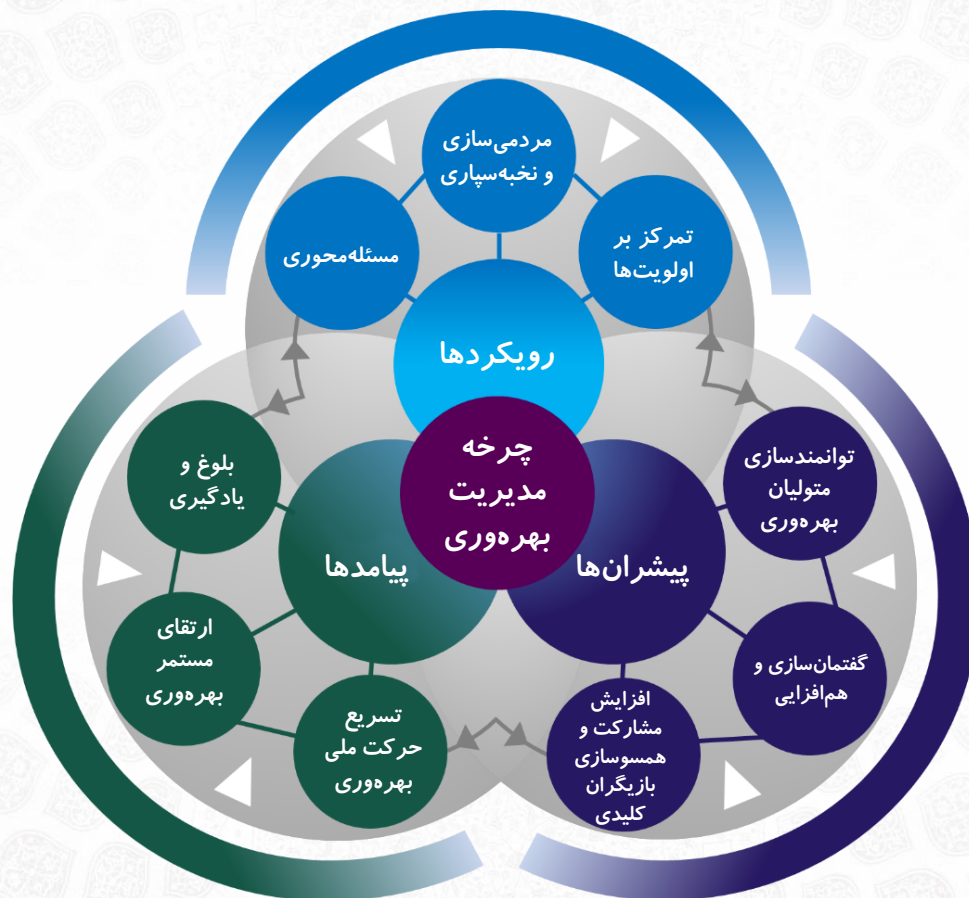 مردمی‌سازی
و نخبه‌سپاری
تمرکز بر
اولویت‌ها
مسئله‌محوری
رویکردها
چرخه
مدیریت
بهره‌وری
پیشران‌ها
پیامدها
توانمندسازی
متولیان
بهره‌وری
گفتمان‌سازی و
هم‌افزایی
افزایش
مشارکت و
همسوسازی
بازیگران
کلیدی
تسریع
حرکت ملی
بهره‌وری
ارتقای
مستمر
بهره‌وری
بلوغ و
یادگیری